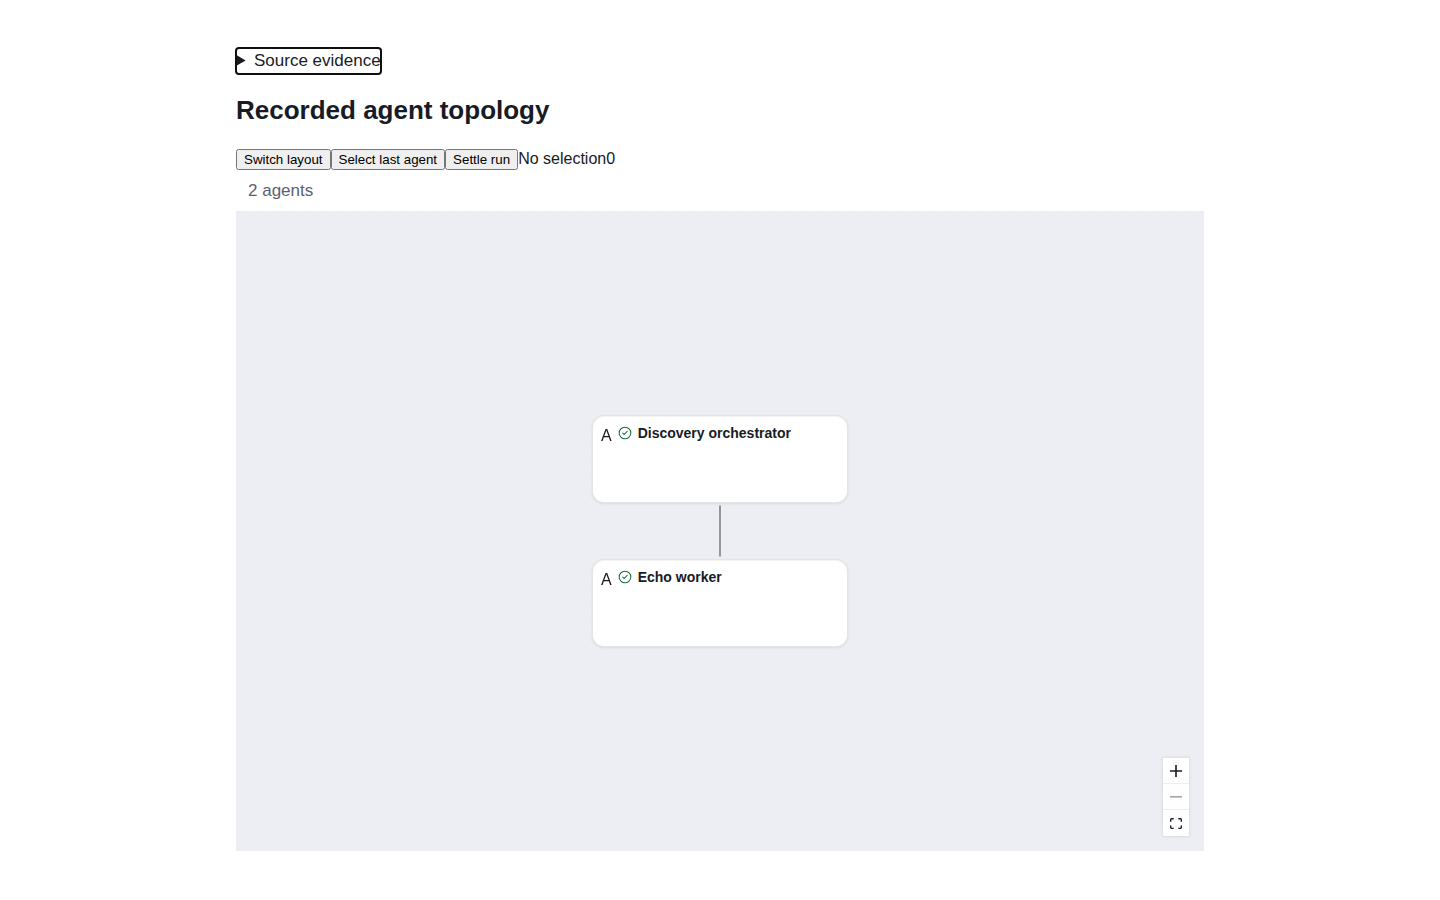 Source evidence
Recorded agent topology
Switch layout Select last agent Settle run No selection0
2 agents
A Discovery orchestrator
A Echo worker